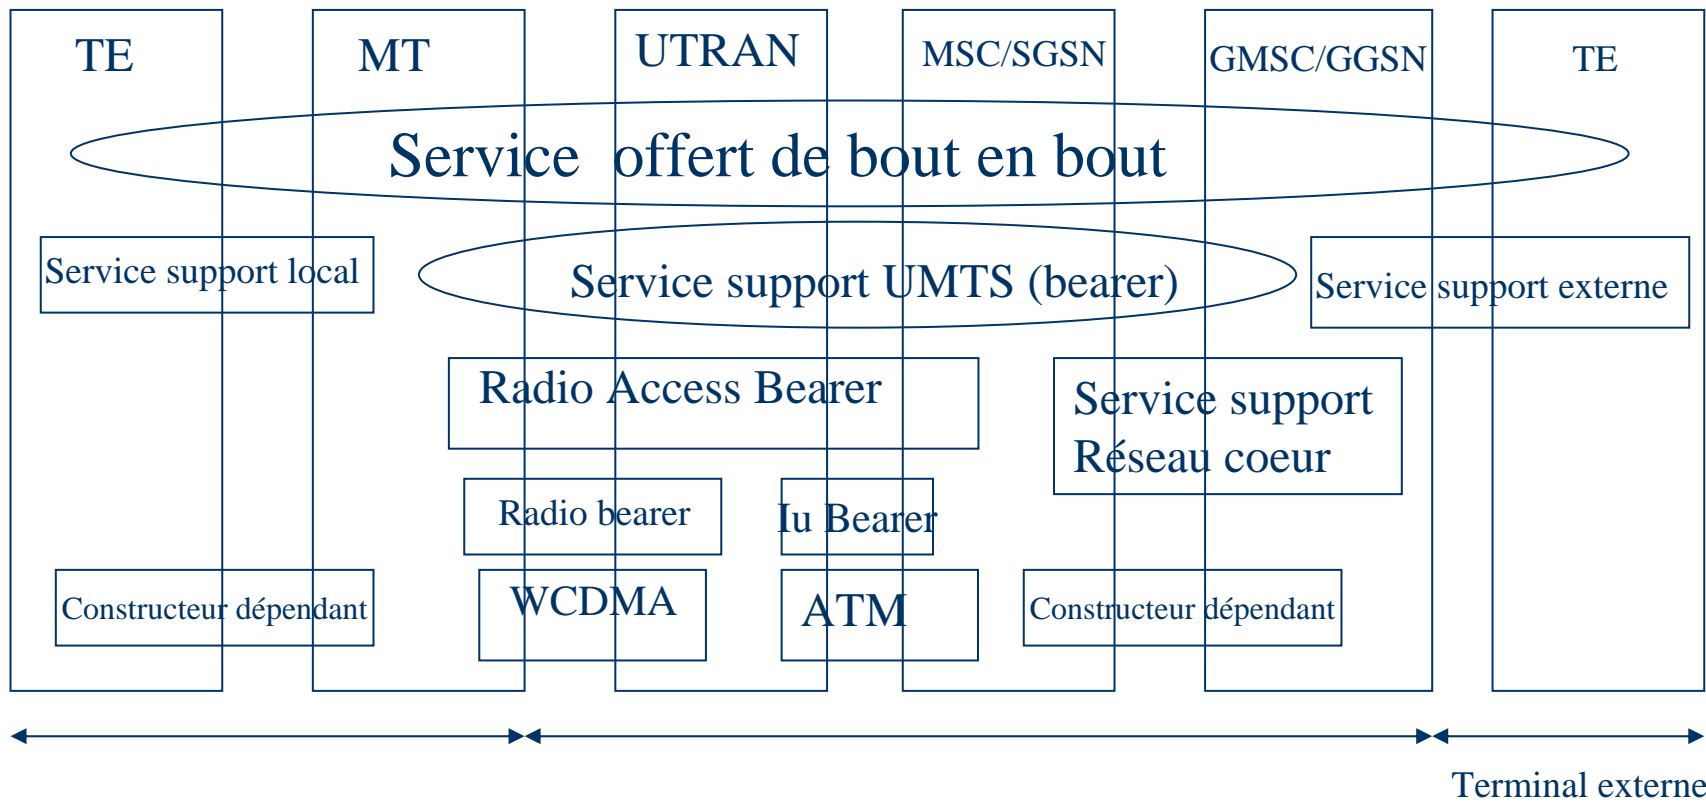 TE
MT
UTRAN
MSC/SGSN
GMSC/GGSN
TE
Service offert de bout en bout
Service support local
Service support UMTS (bearer)
Service support externe
Radio Access Bearer
Service support
Réseau coeur
Radio bearer
Iu Bearer
Constructeur dépendant
WCDMA
ATM
Constructeur dépendant
Terminal externe